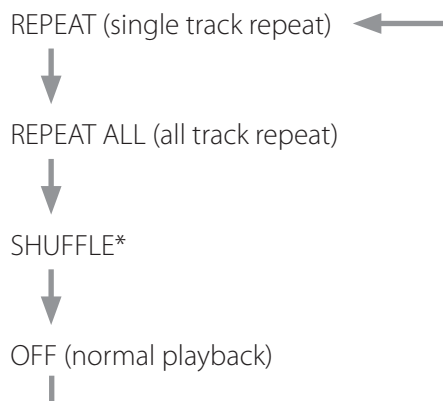 REPEAT (single track repeat)
REPEAT ALL (all track repeat)
SHUFFLE*
OFF (normal playback)